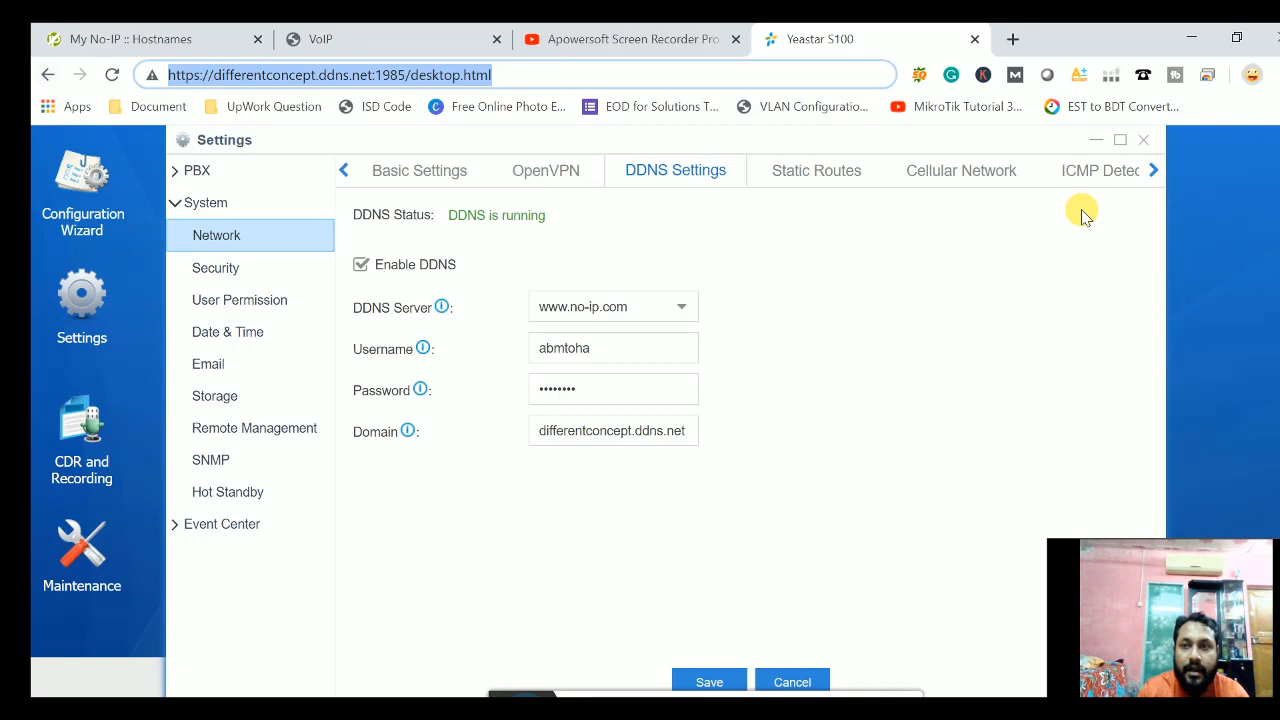 My No-IP :: Hostnames
VoIP
Apowersoft Screen Recorder Pro
Yeastar S100
https://differentconcept.ddns.net:1985/desktop.html
Apps
Document
UpWork Question
ISD Code
Free Online Photo E...
EOD for Solutions T...
VLAN Configuratio...
MikroTik Tutorial 3...
EST to BDT Convert...
Configuration
Wizard
Settings
CDR and
Recording
Maintenance
Settings
PBX
System
Network
Security
User Permission
Date & Time
Email
Storage
Remote Management
SNMP
Hot Standby
Event Center
Basic Settings
OpenVPN
DDNS Settings
Static Routes
Cellular Network
ICMP Detec
DDNS Status: DDNS is running
Enable DDNS
DDNS Server : www.no-ip.com
Username : abmtoha
Password : ••••••••
Domain : differentconcept.ddns.net
Save
Cancel